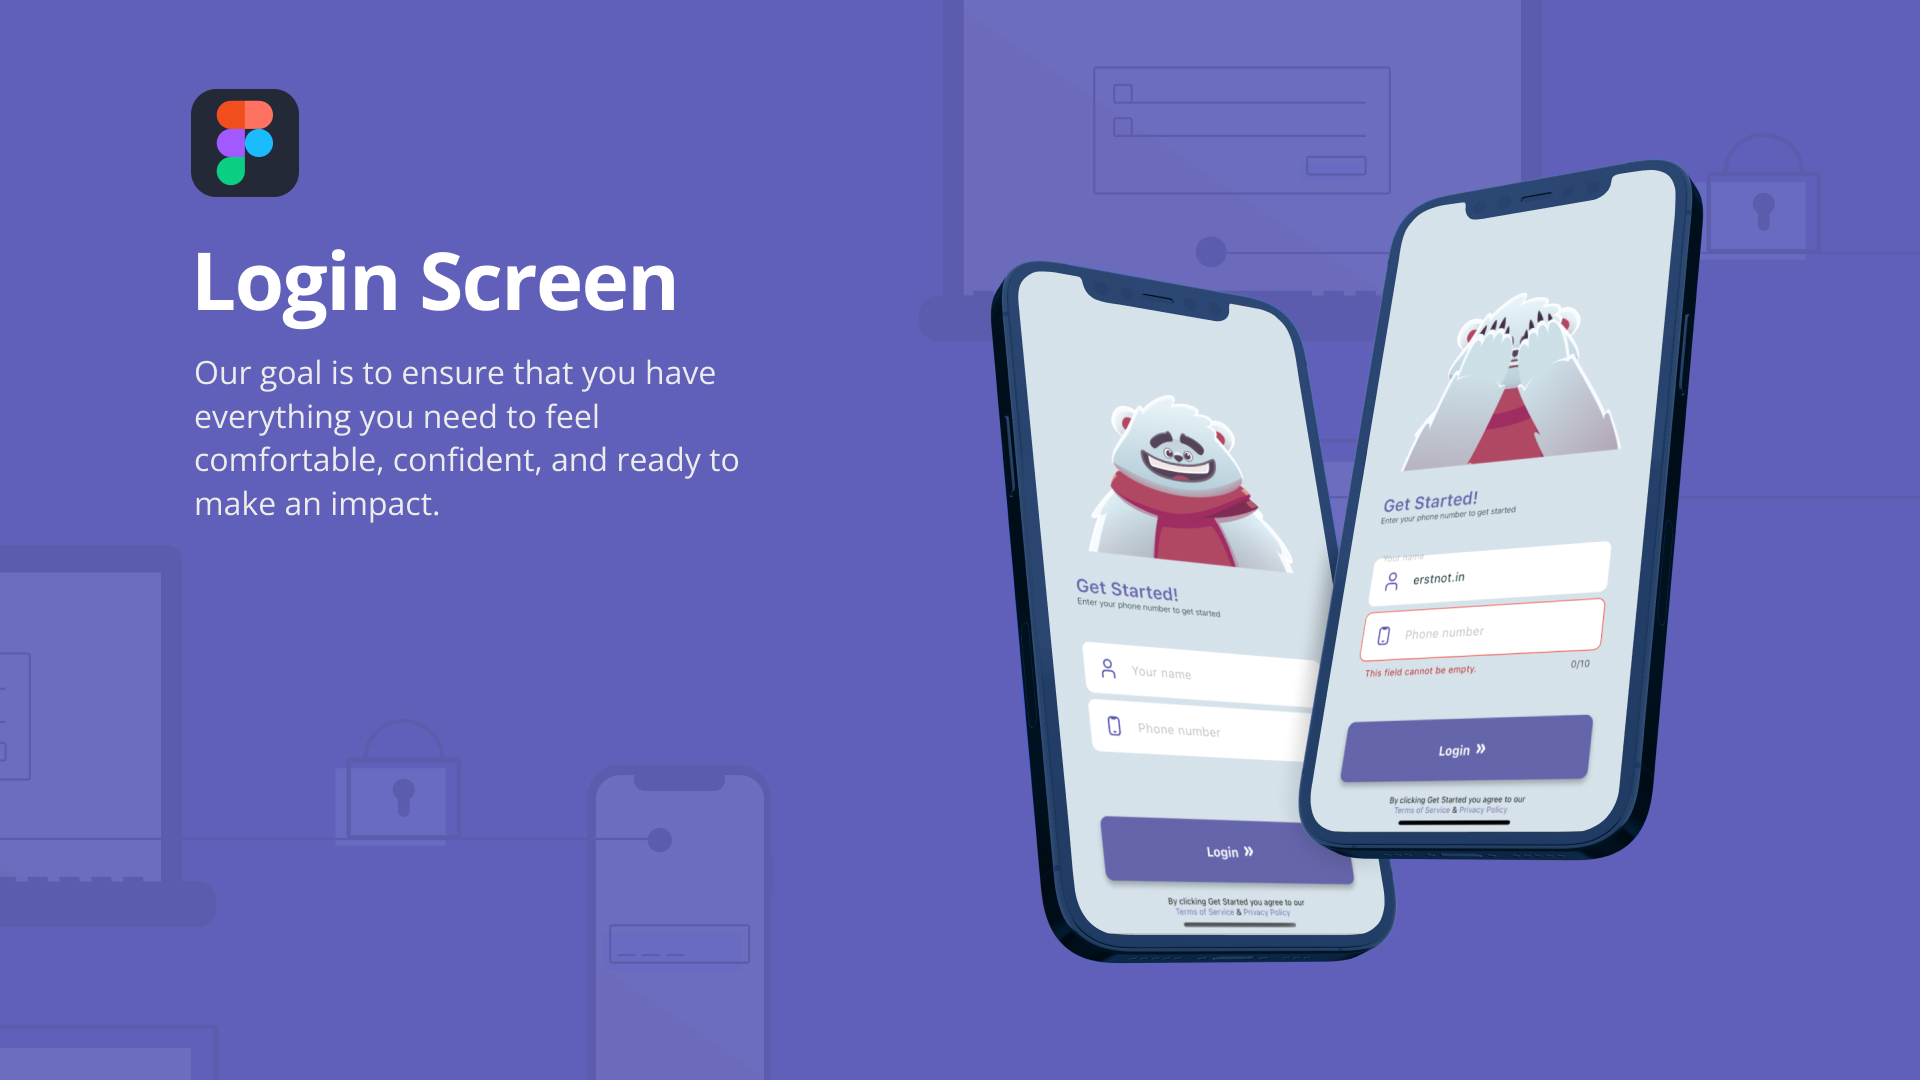 Login Screen
Our goal is to ensure that you have
everything you need to feel
comfortable, confident, and ready to
make an impact.
Get Started!
Enter your phone number to get started
Your name
Phone number
Login »
By clicking Get Started you agree to our
Terms of Service & Privacy Policy
Get Started!
Enter your phone number to get started
Your name
erstnot.in
Phone number
This field cannot be empty.
0/10
Login »
By clicking Get Started you agree to our
Terms of Service & Privacy Policy